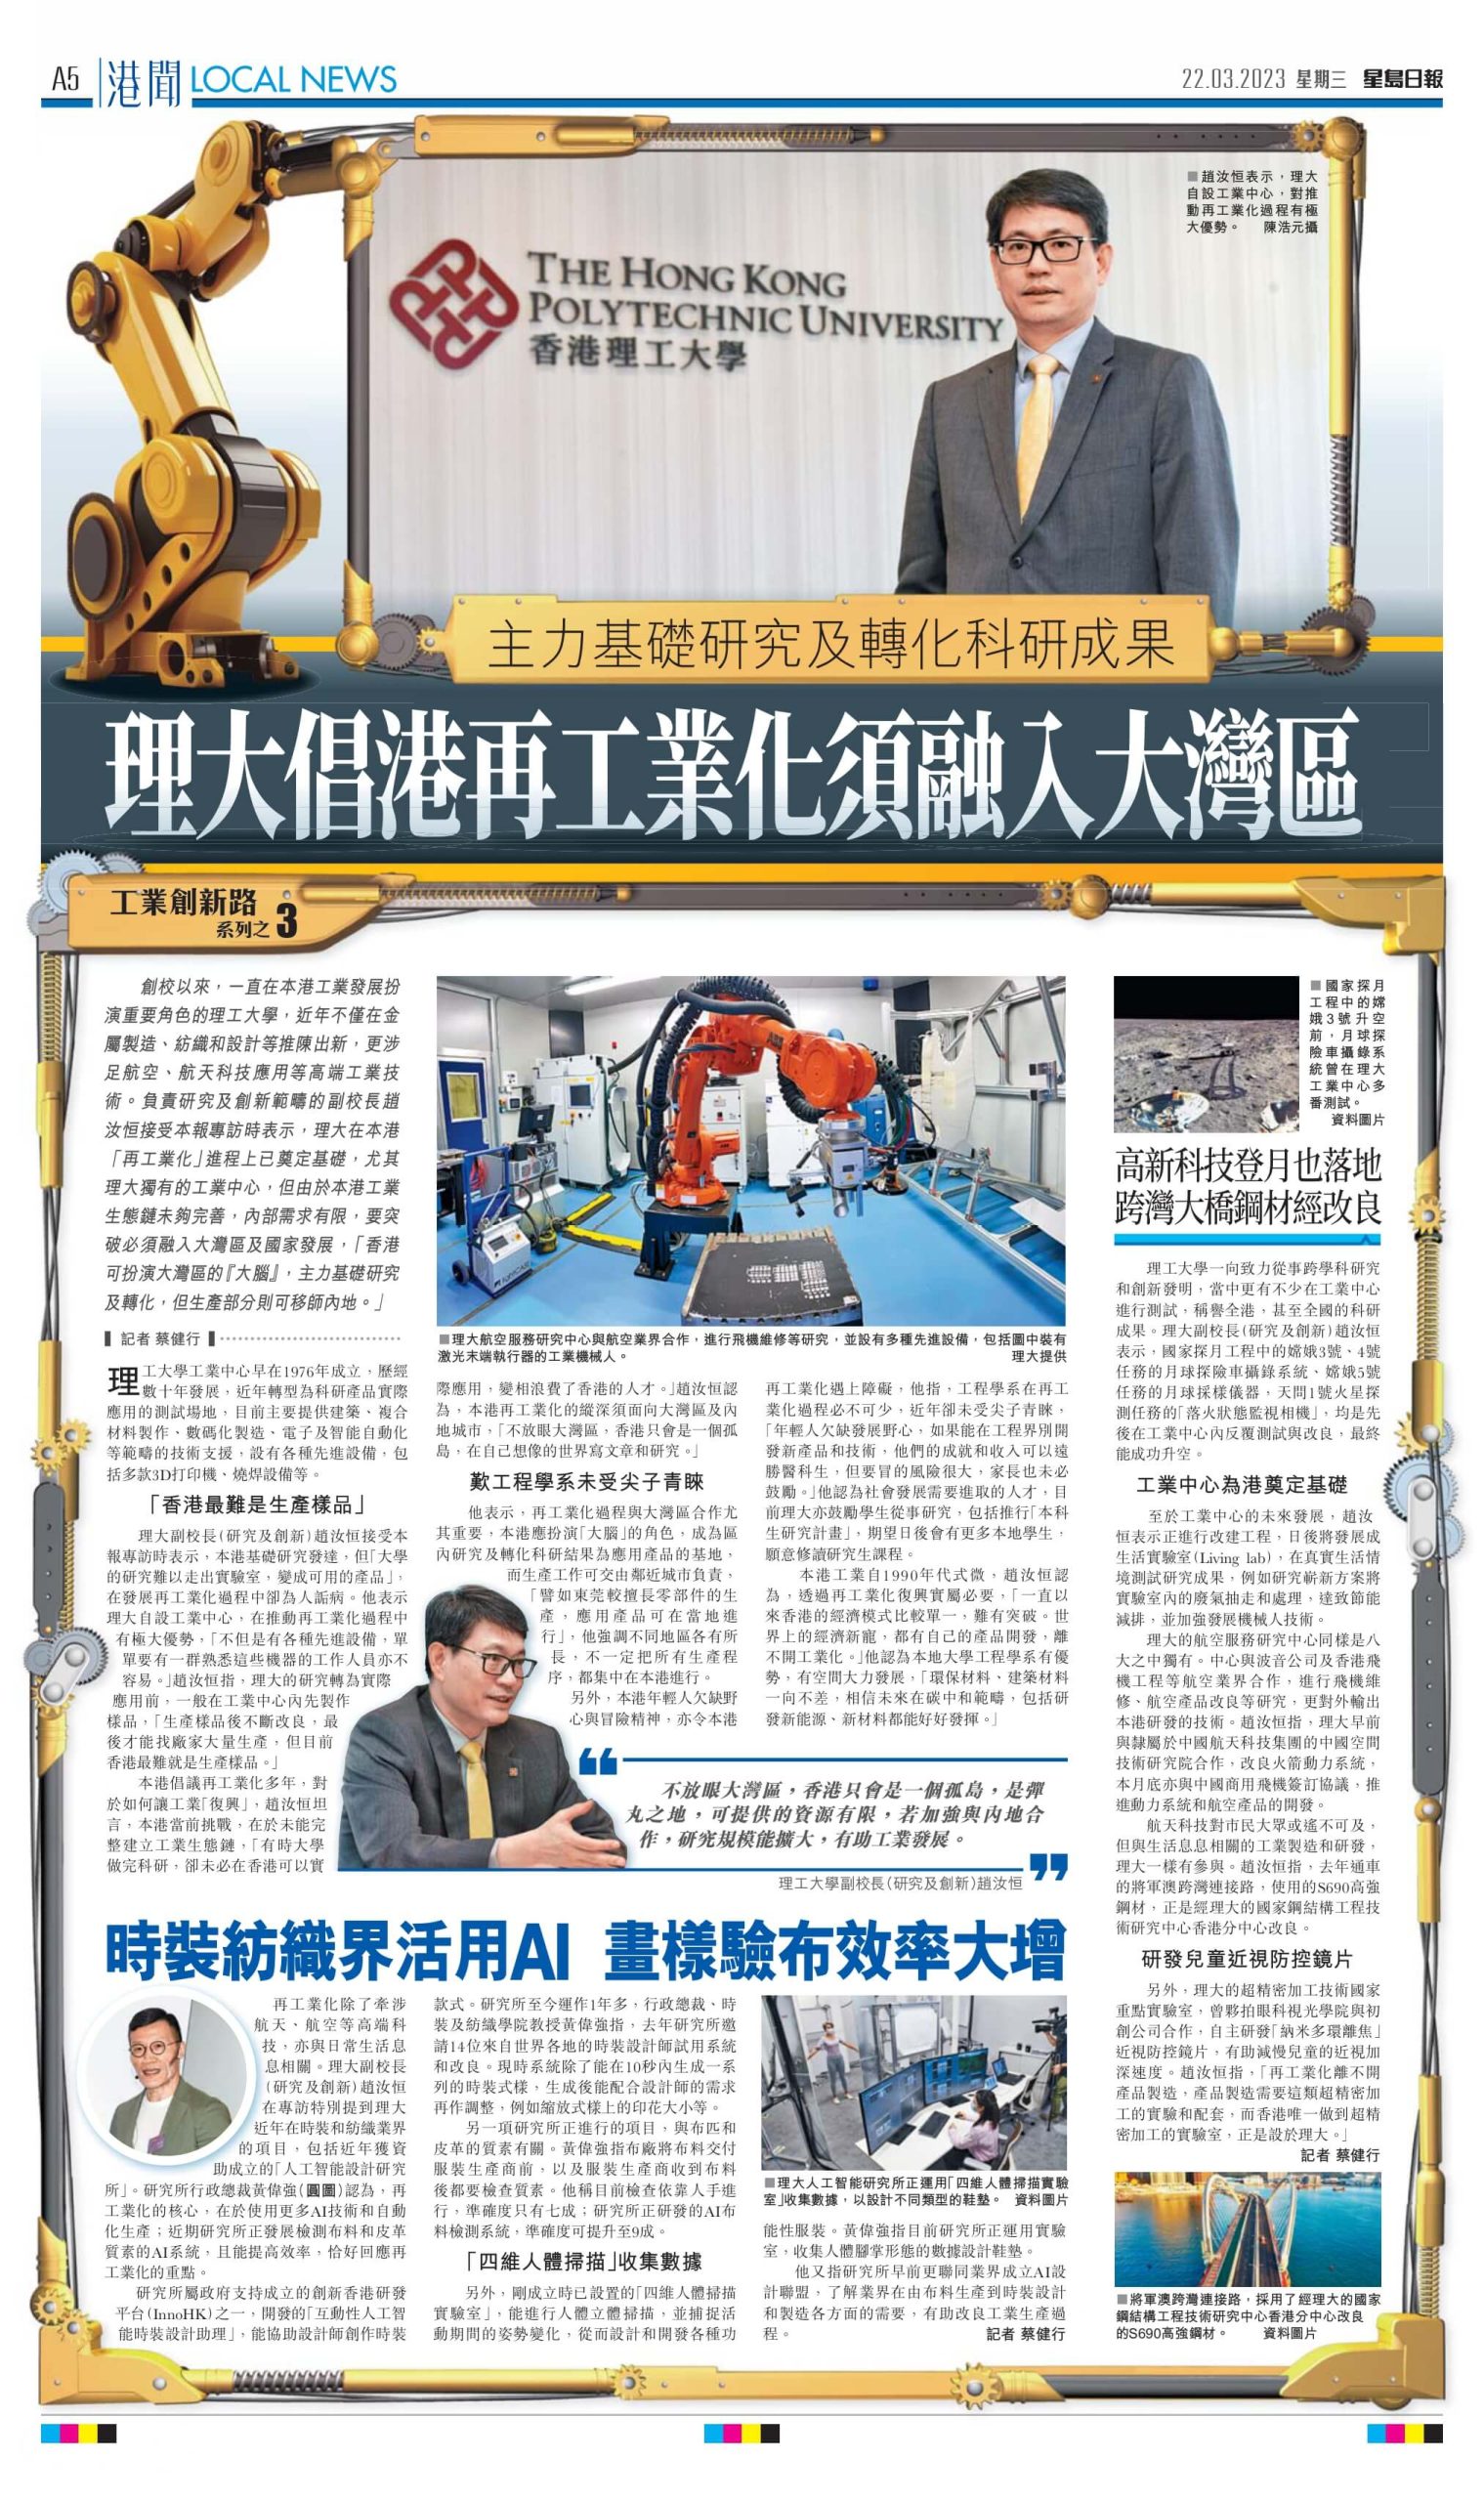 A5 港聞 LOCAL NEWS
22.03.2023 星期三 星島日報
■趙汝恒表示,理大
自設工業中心,對推
動再工業化過程有極
大優勢。 陳浩元攝
THE HONG KONG
POLYTECHNIC UNIVERSITY
香港理工大學
主力基礎研究及轉化科研成果
理大倡港再工業化須融入大灣區
工業創新路
系列之3
創校以來,一直在本港工業發展扮
演重要角色的理工大學,近年不僅在金
屬製造、紡織和設計等推陳出新,更涉
足航空、航天科技應用等高端工業技
術。負責研究及創新範疇的副校長趙
汝恒接受本報專訪時表示,理大在本港
「再工業化」進程上已奠定基礎,尤其
理大獨有的工業中心,但由於本港工業
生態鏈未夠完善,內部需求有限,要突
破必須融入大灣區及國家發展,「香港
可扮演大灣區的『大腦』,主力基礎研究
及轉化,但生產部分則可移師內地。」
記者 蔡健行
理工大學工業中心早在1976年成立,歷經
數十年發展,近年轉型為科研產品實際
應用的測試場地,目前主要提供建築、複合
材料製作、數碼化製造、電子及智能自動化
等範疇的技術支援,設有各種先進設備,包
括多款3D打印機、燒焊設備等。
「香港最難是生產樣品」
理大副校長(研究及創新)趙汝恒接受本
報專訪時表示,本港基礎研究發達,但「大學
的研究難以走出實驗室,變成可用的產品」,
在發展再工業化過程中卻為人詬病。他表示
理大自設工業中心,在推動再工業化過程中
有極大優勢,「不但是有各種先進設備,單
單要有一群熟悉這些機器的工作人員亦不
容易。」趙汝恒指,理大的研究轉為實際
應用前,一般在工業中心內先製作
樣品,「生產樣品後不斷改良,最
後才能找廠家大量生產,但目前
香港最難就是生產樣品。」
本港倡議再工業化多年,對
於如何讓工業「復興」,趙汝恒坦
言,本港當前挑戰,在於未能完
整建立工業生態鏈,「有時大學
做完科研,卻未必在香港可以實
■理大航空服務研究中心與航空業界合作,進行飛機維修等研究,並設有多種先進設備,包括圖中裝有
激光末端執行器的工業機械人。 理大提供
際應用,變相浪費了香港的人才。」趙汝恒認
為,本港再工業化的縱深須面向大灣區及內
地城市,「不放眼大灣區,香港只會是一個孤
島,在自己想像的世界寫文章和研究。」
歎工程學系未受尖子青睞
他表示,再工業化過程與大灣區合作尤
其重要,本港應扮演「大腦」的角色,成為區
內研究及轉化科研結果為應用產品的基地,
而生產工作可交由鄰近城市負責,
「譬如東莞較擅長零部件的生
產,應用產品可在當地進
行」,他強調不同地區各有所
長,不一定把所有生產程
序,都集中在本港進行。
另外,本港年輕人欠缺野
心與冒險精神,亦令本港
再工業化遇上障礙,他指,工程學系在再工
業化過程必不可少,近年卻未受尖子青睞,
「年輕人欠缺發展野心,如果能在工程界別開
發新產品和技術,他們的成就和收入可以遠
勝醫科生,但要冒的風險很大,家長也未必
鼓勵。」他認為社會發展需要進取的人才,目
前理大亦鼓勵學生從事研究,包括推行「本科
生研究計畫」,期望日後會有更多本地學生,
願意修讀研究生課程。
本港工業自1990年代式微,趙汝恒認
為,透過再工業化復興實屬必要,「一直以
來香港的經濟模式比較單一,難有突破。世
界上的經濟新寵,都有自己的產品開發,離
不開工業化。」他認為本地大學工程學系有優
勢,有空間大力發展,「環保材料、建築材料
一向不差,相信未來在碳中和範疇,包括研
發新能源、新材料都能好好發揮。」
“
不放眼大灣區,香港只會是一個孤島,是彈
丸之地,可提供的資源有限,若加強與內地合
作,研究規模能擴大,有助工業發展。
”
理工大學副校長(研究及創新)趙汝恒
■國家探月
工程中的嫦
娥3號升空
前,月球探
險車攝錄系
統曾在理大
工業中心多
番測試。
資料圖片
高新科技登月也落地
跨灣大橋鋼材經改良
理工大學一向致力從事跨學科研究
和創新發明,當中更有不少在工業中心
進行測試,稱譽全港,甚至全國的科研
成果。理大副校長(研究及創新)趙汝恒
表示,國家探月工程中的嫦娥3號、4號
任務的月球探險車攝錄系統、嫦娥5號
任務的月球採樣儀器,天問1號火星探
測任務的「落火狀態監視相機」,均是先
後在工業中心內反覆測試與改良,最終
能成功升空。
工業中心為港奠定基礎
至於工業中心的未來發展,趙汝
恒表示正進行改建工程,日後將發展成
生活實驗室(Living lab),在真實生活情
境測試研究成果,例如研究嶄新方案將
實驗室內的廢氣抽走和處理,達致節能
減排,並加強發展機械人技術。
理大的航空服務研究中心同樣是八
大之中獨有。中心與波音公司及香港飛
機工程等航空業界合作,進行飛機維
修、航空產品改良等研究,更對外輸出
本港研發的技術。趙汝恒指,理大早前
與隸屬於中國航天科技集團的中國空間
技術研究院合作,改良火箭動力系統,
本月底亦與中國商用飛機簽訂協議,推
進動力系統和航空產品的開發。
航天科技對市民大眾或遙不可及,
但與生活息息相關的工業製造和研發,
理大一樣有參與。趙汝恒指,去年通車
的將軍澳跨灣連接路,使用的S690高強
鋼材,正是經理大的國家鋼結構工程技
術研究中心香港分中心改良。
研發兒童近視防控鏡片
另外,理大的超精密加工技術國家
重點實驗室,曾夥拍眼科視光學院與初
創公司合作,自主研發「納米多環離焦」
近視防控鏡片,有助減慢兒童的近視加
深速度。趙汝恒指,「再工業化離不開
產品製造,產品製造需要這類超精密加
工的實驗和配套,而香港唯一做到超精
密加工的實驗室,正是設於理大。」
記者 蔡健行
■將軍澳跨灣連接路,採用了經理大的國家
鋼結構工程技術研究中心香港分中心改良
的S690高強鋼材。 資料圖片
時裝紡織界活用AI 畫樣驗布效率大增
再工業化除了牽涉
航天、航空等高端科
技,亦與日常生活息
息相關。理大副校長
(研究及創新)趙汝恒
在專訪特別提到理大
近年在時裝和紡織業界
的項目,包括近年獲資
助成立的「人工智能設計研究
所」。研究所行政總裁黃偉強(圓圖)認為,再
工業化的核心,在於使用更多AI技術和自動
化生產;近期研究所正發展檢測布料和皮革
質素的AI系統,且能提高效率,恰好回應再
工業化的重點。
研究所屬政府支持成立的創新香港研發
平台(InnoHK)之一,開發的「互動性人工智
能時裝設計助理」,能協助設計師創作時裝
款式。研究所至今運作1年多,行政總裁、時
裝及紡織學院教授黃偉強指,去年研究所邀
請14位來自世界各地的時裝設計師試用系統
和改良。現時系統除了能在10秒內生成一系
列的時裝式樣,生成後能配合設計師的需求
再作調整,例如縮放式樣上的印花大小等。
另一項研究所正進行的項目,與布匹和
皮革的質素有關。黃偉強指布廠將布料交付
服裝生產商前,以及服裝生產商收到布料
後都要檢查質素。他稱目前檢查依靠人手進
行,準確度只有七成;研究所正研發的AI布
料檢測系統,準確度可提升至9成。
「四維人體掃描」收集數據
另外,剛成立時已設置的「四維人體掃描
實驗室」,能進行人體立體掃描,並捕捉活
動期間的姿勢變化,從而設計和開發各種功
■理大人工智能研究所正運用「四維人體掃描實驗
室」收集數據,以設計不同類型的鞋墊。 資料圖片
能性服裝。黃偉強指目前研究所正運用實驗
室,收集人體腳掌形態的數據設計鞋墊。
他又指研究所早前更聯同業界成立AI設
計聯盟,了解業界在由布料生產到時裝設計
和製造各方面的需要,有助改良工業生產過
程。 記者 蔡健行